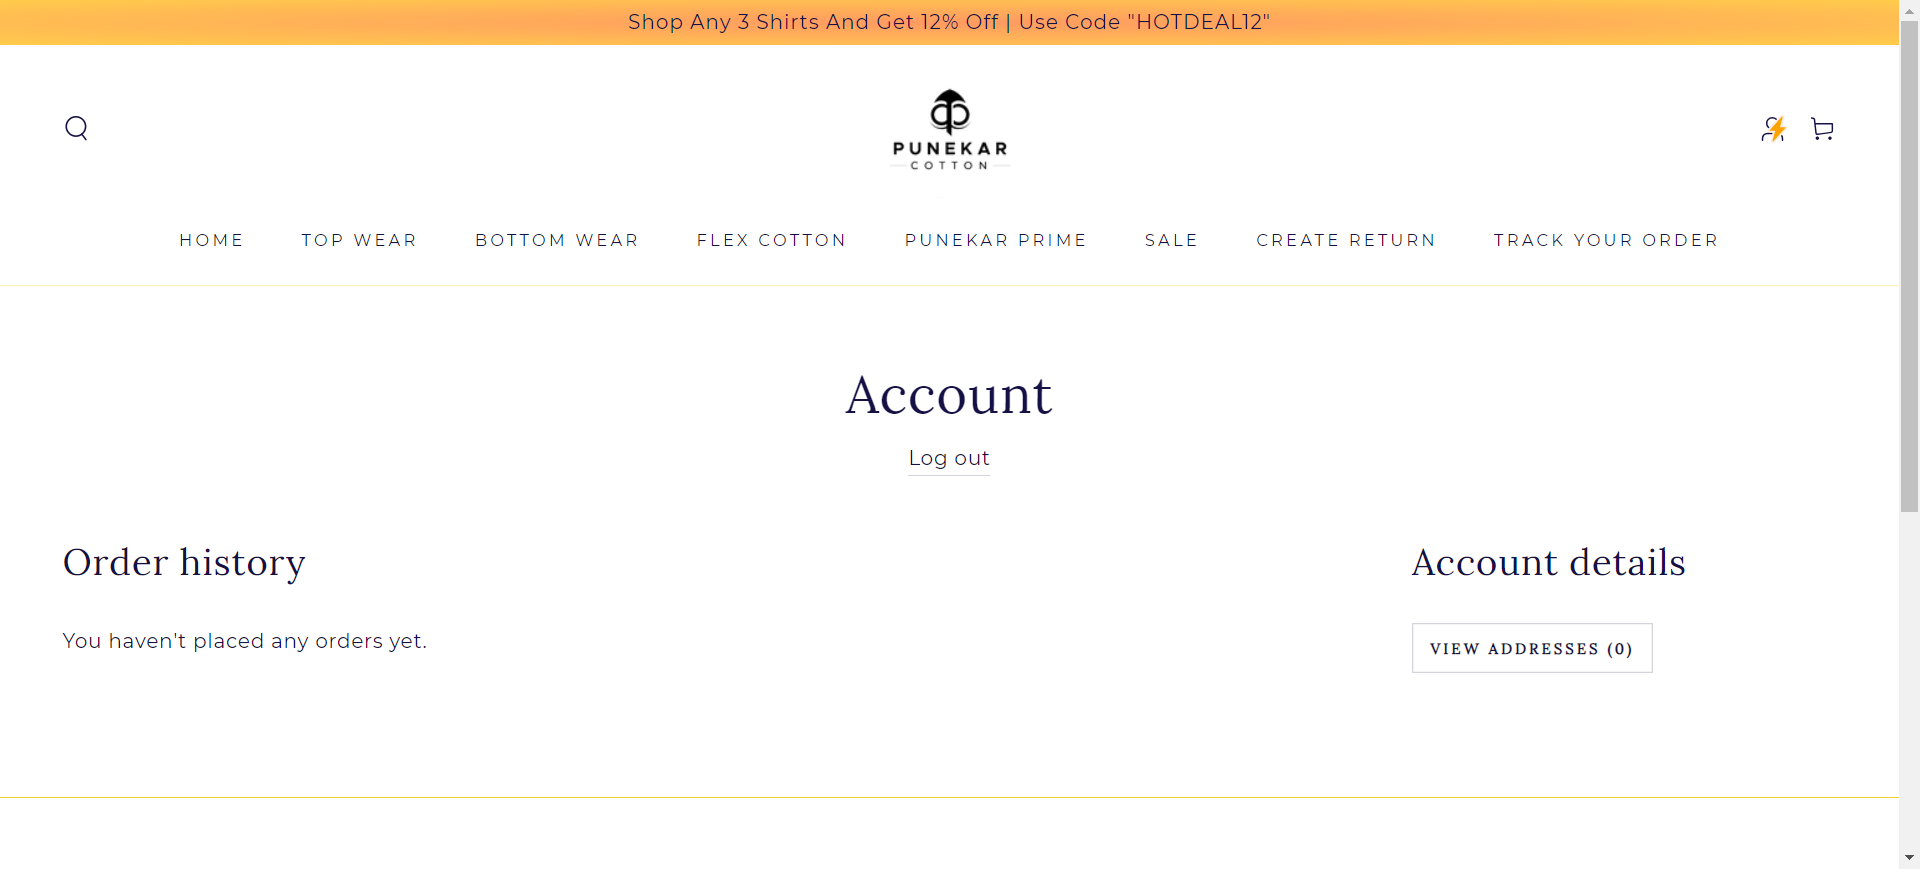 Shop Any 3 Shirts And Get 12% Off | Use Code "HOTDEAL12"
PUNEKAR
COTTON
HOME TOP WEAR BOTTOM WEAR FLEX COTTON PUNEKAR PRIME SALE CREATE RETURN TRACK YOUR ORDER
Account
Log out
Order history
Account details
You haven't placed any orders yet.
VIEW ADDRESSES (0)